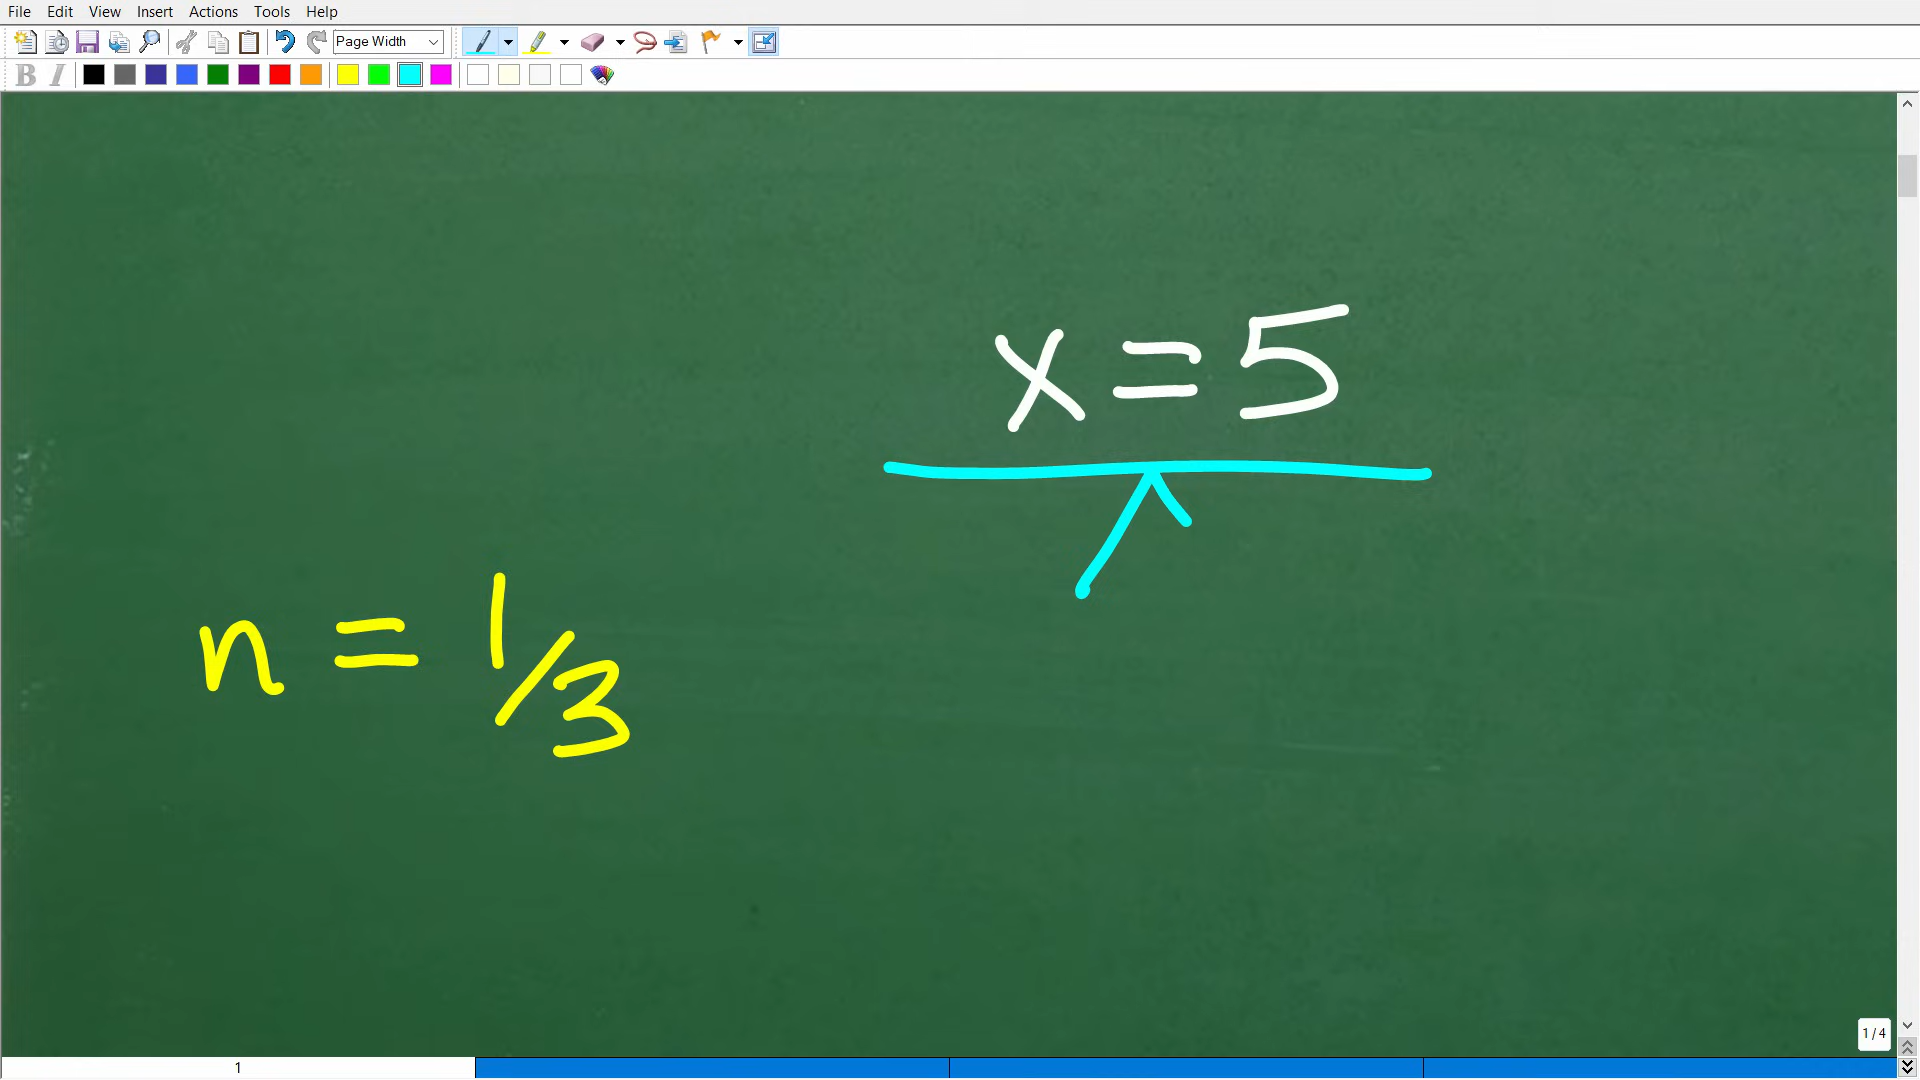 File Edit View Insert Actions Tools Help
Page Width
B I
x = 5
n = 1/3
1 / 4
1